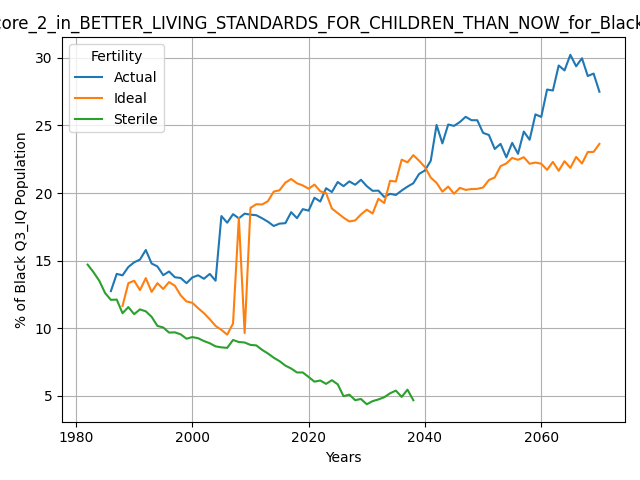 core_2_in_BETTER_LIVING_STANDARDS_FOR_CHILDREN_THAN_NOW_for_Black
Fertility
Actual
Ideal
Sterile
% of Black Q3_IQ Population
30
25
20
15
10
5
1980
2000
2020
2040
2060
Years